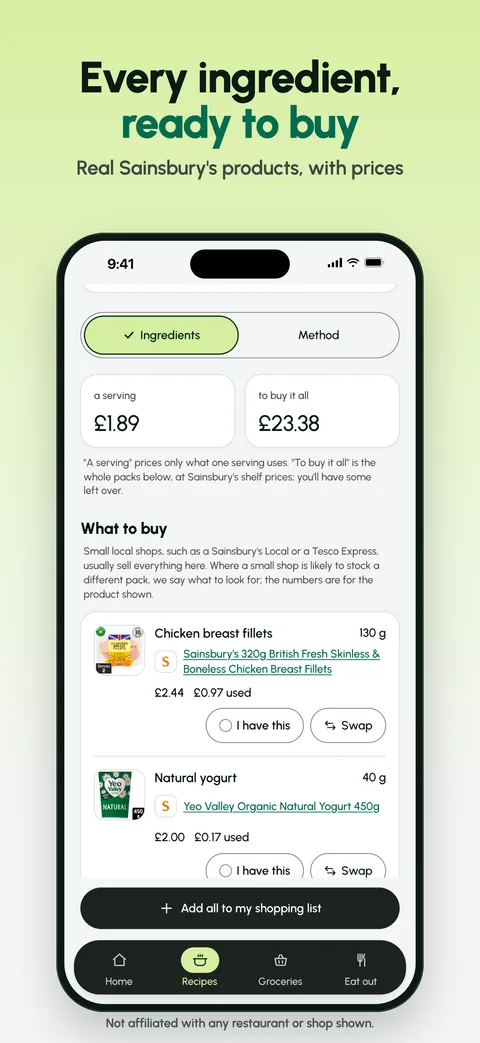 Every ingredient,
ready to buy
Real Sainsbury's products, with prices
9:41
Ingredients
Method
a serving
£1.89
to buy it all
£23.38
"A serving" prices only what one serving uses. "To buy it all" is the
whole packs below, at Sainsbury's shelf prices; you'll have some
left over.
What to buy
Small local shops, such as a Sainsbury's Local or a Tesco Express,
usually sell everything here. Where a small shop is likely to stock a
different pack, we say what to look for; the numbers are for the
product shown.
Chicken breast fillets
130 g
S
Sainsbury's 320g British Fresh Skinless &
Boneless Chicken Breast Fillets
£2.44 £0.97 used
I have this
Swap
Serves
2
Natural yogurt
40 g
Yeo
Valley
NATURAL
450
S
Yeo Valley Organic Natural Yogurt 450g
£2.00 £0.17 used
I have this
Swap
Add all to my shopping list
Home
Recipes
Groceries
Eat out
Not affiliated with any restaurant or shop shown.